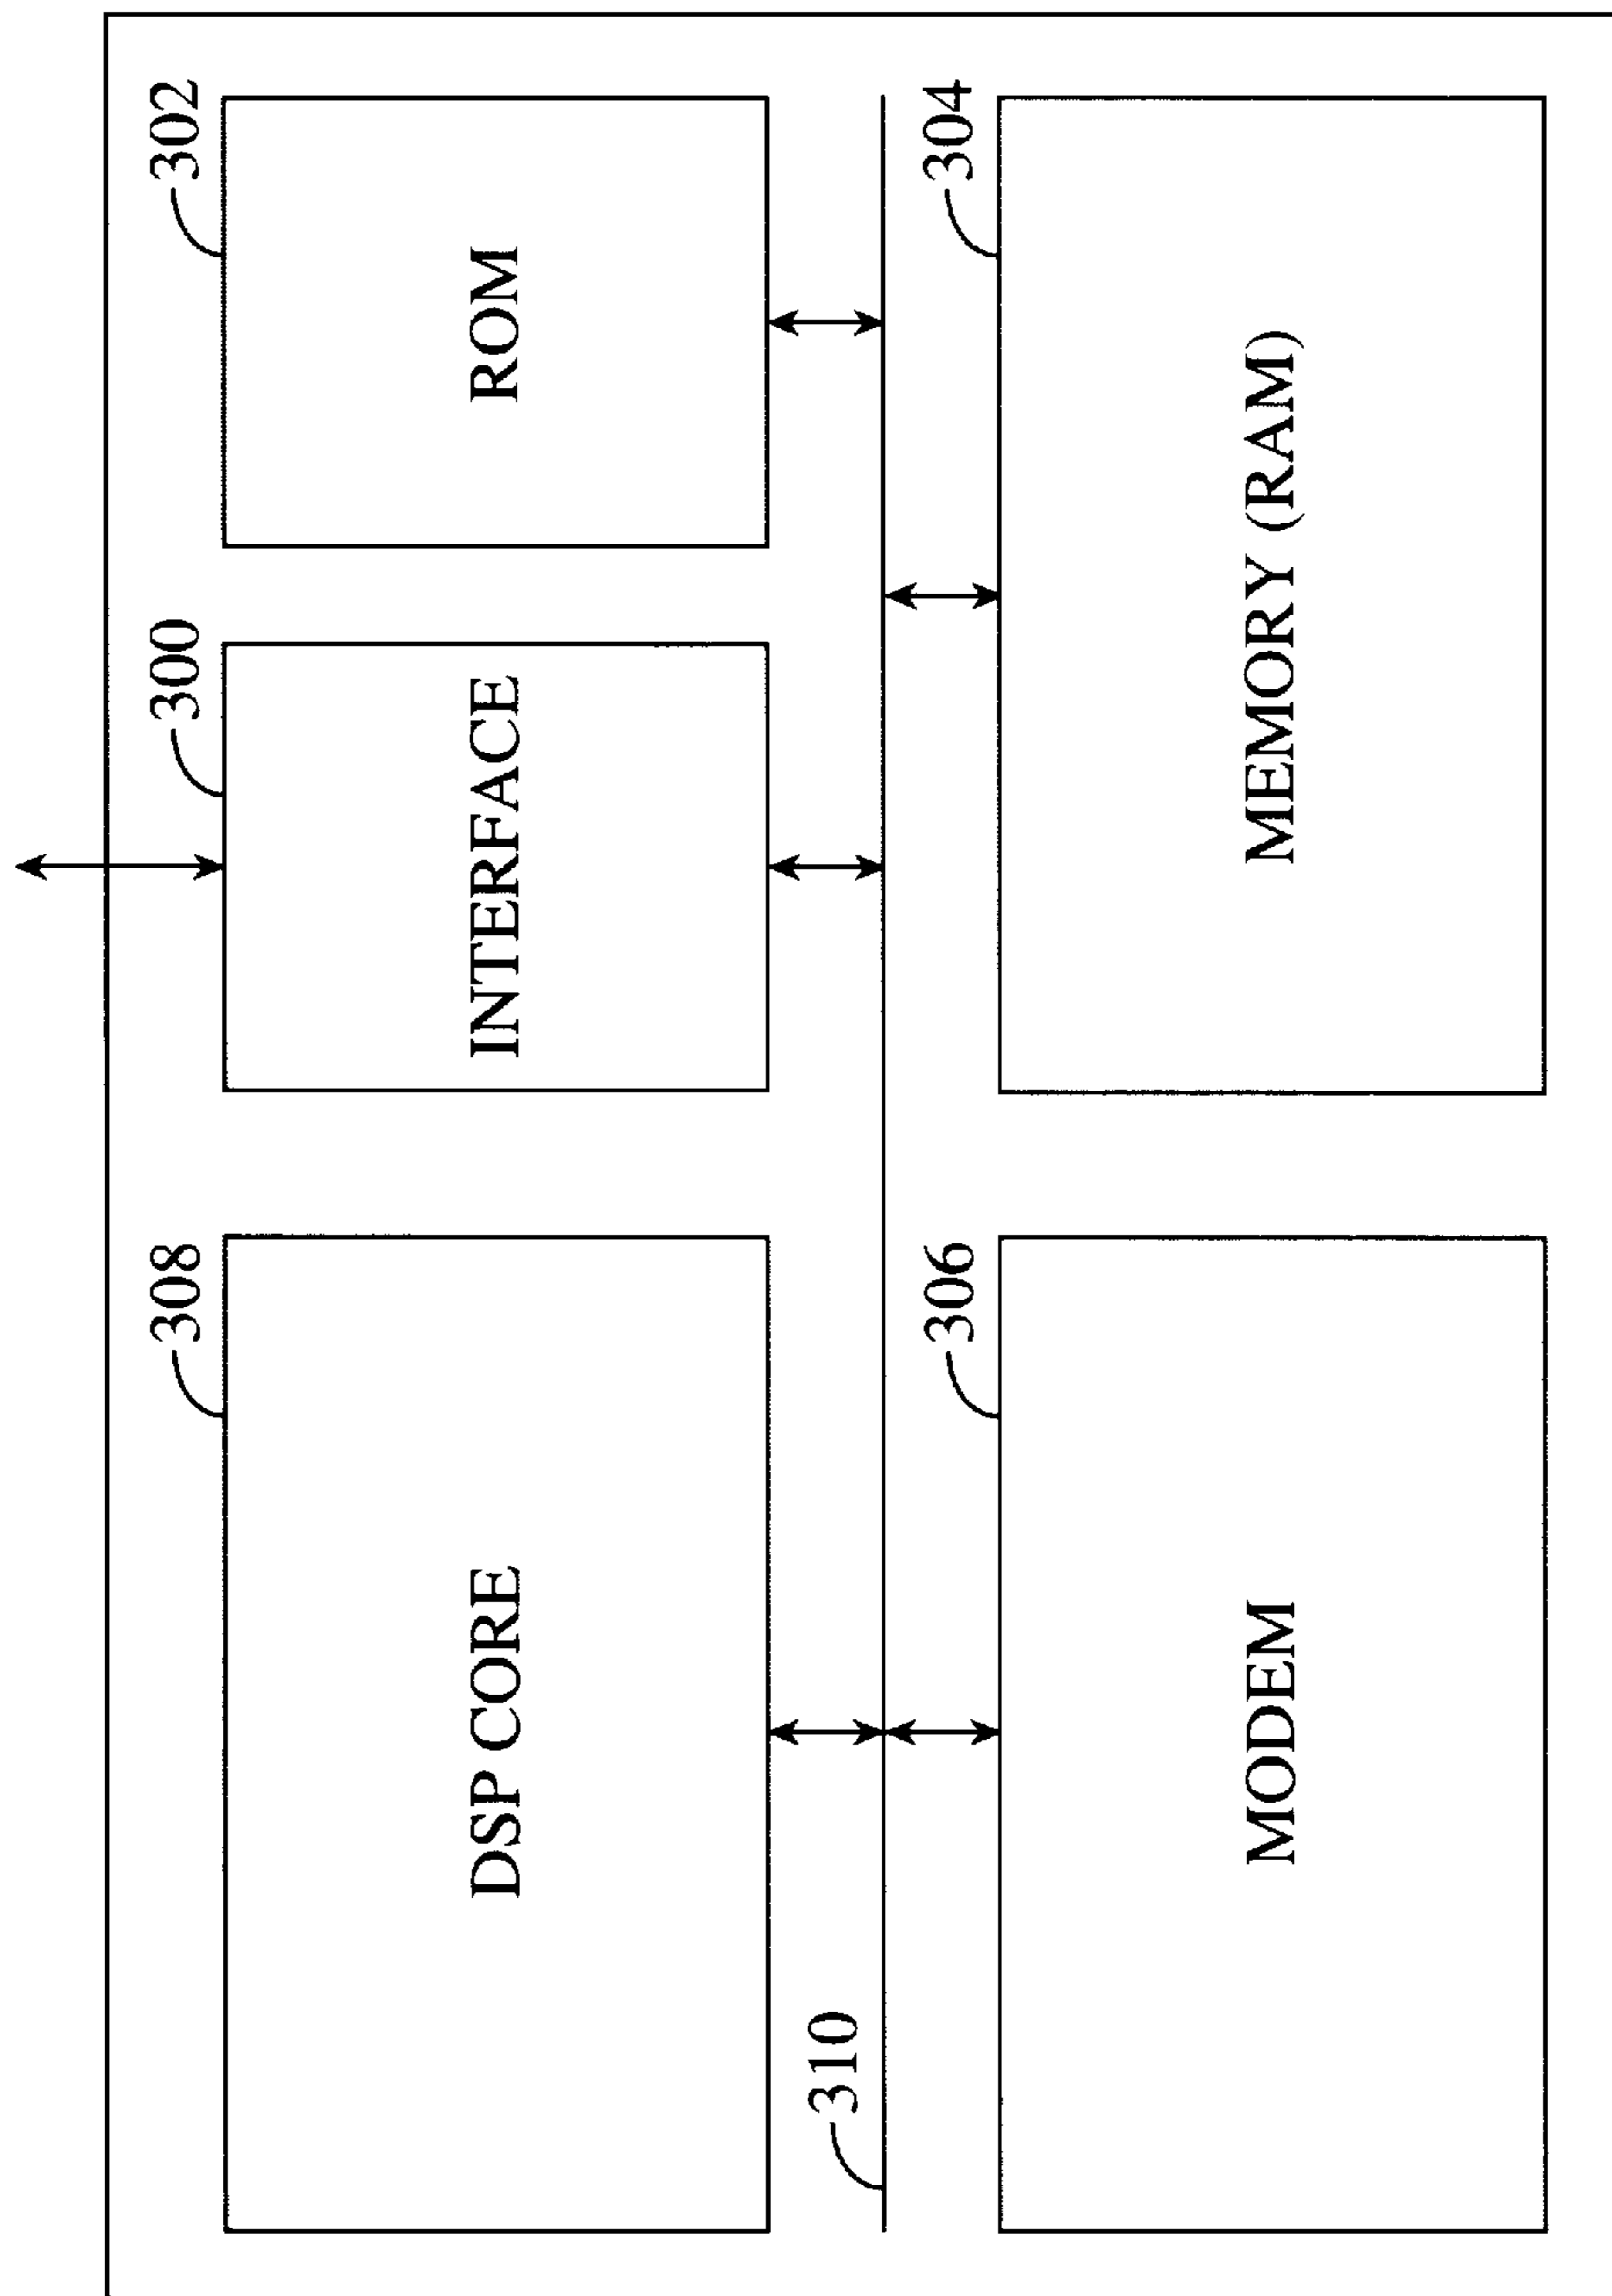 308
DSP CORE
300
INTERFACE
302
ROM
310
306
MODEM
304
MEMORY (RAM)